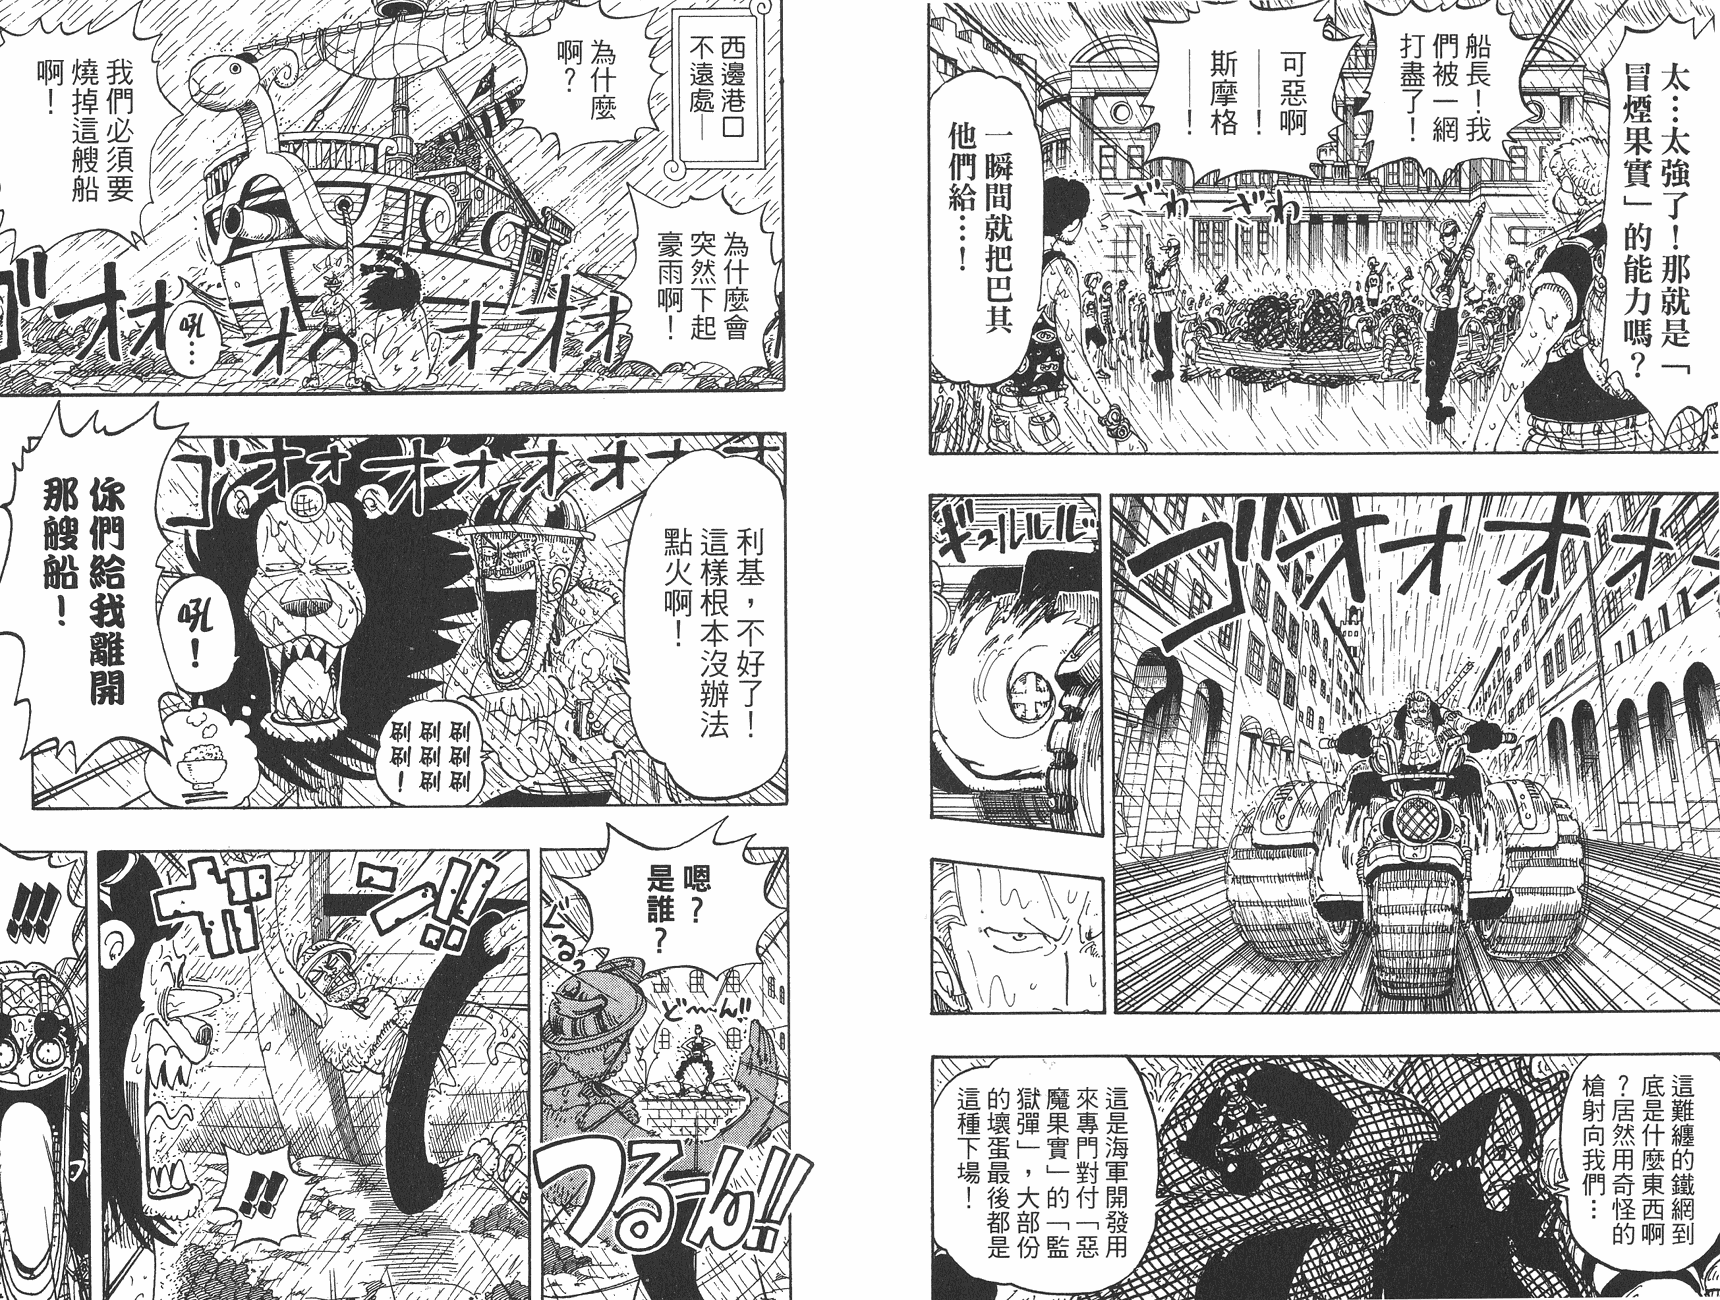 太…太強了！那就是「
冒煙果實」的能力嗎？
船長！我
們被一網
打盡了！
可惡啊
——！
斯摩格
——！
一瞬間就把巴其
他們給…！
ざわ
ざわ
ゴオオオオオ
ギュルルル
這難纏的鐵網到
底是什麼東西啊
？居然用奇怪的
槍射向我們…
這是海軍開發用
來專門對付「惡
魔果實」的「監
獄彈」，大部份
的壞蛋最後都是
這種下場！
西邊港口
不遠處—
為什麼
啊？
我們必須要
燒掉這艘船
啊！
為什麼會
突然下起
豪雨啊！
吼…
ゴオオオオオ
利基，不好了！
這樣根本沒辦法
點火啊！
ゴオオオオオオオオ
吼！
你們給我離開
那艘船！
嗯？
是誰？
ど～～ん!!
ぐるっ
つるーん!!
ガーン!!
!!
!!!